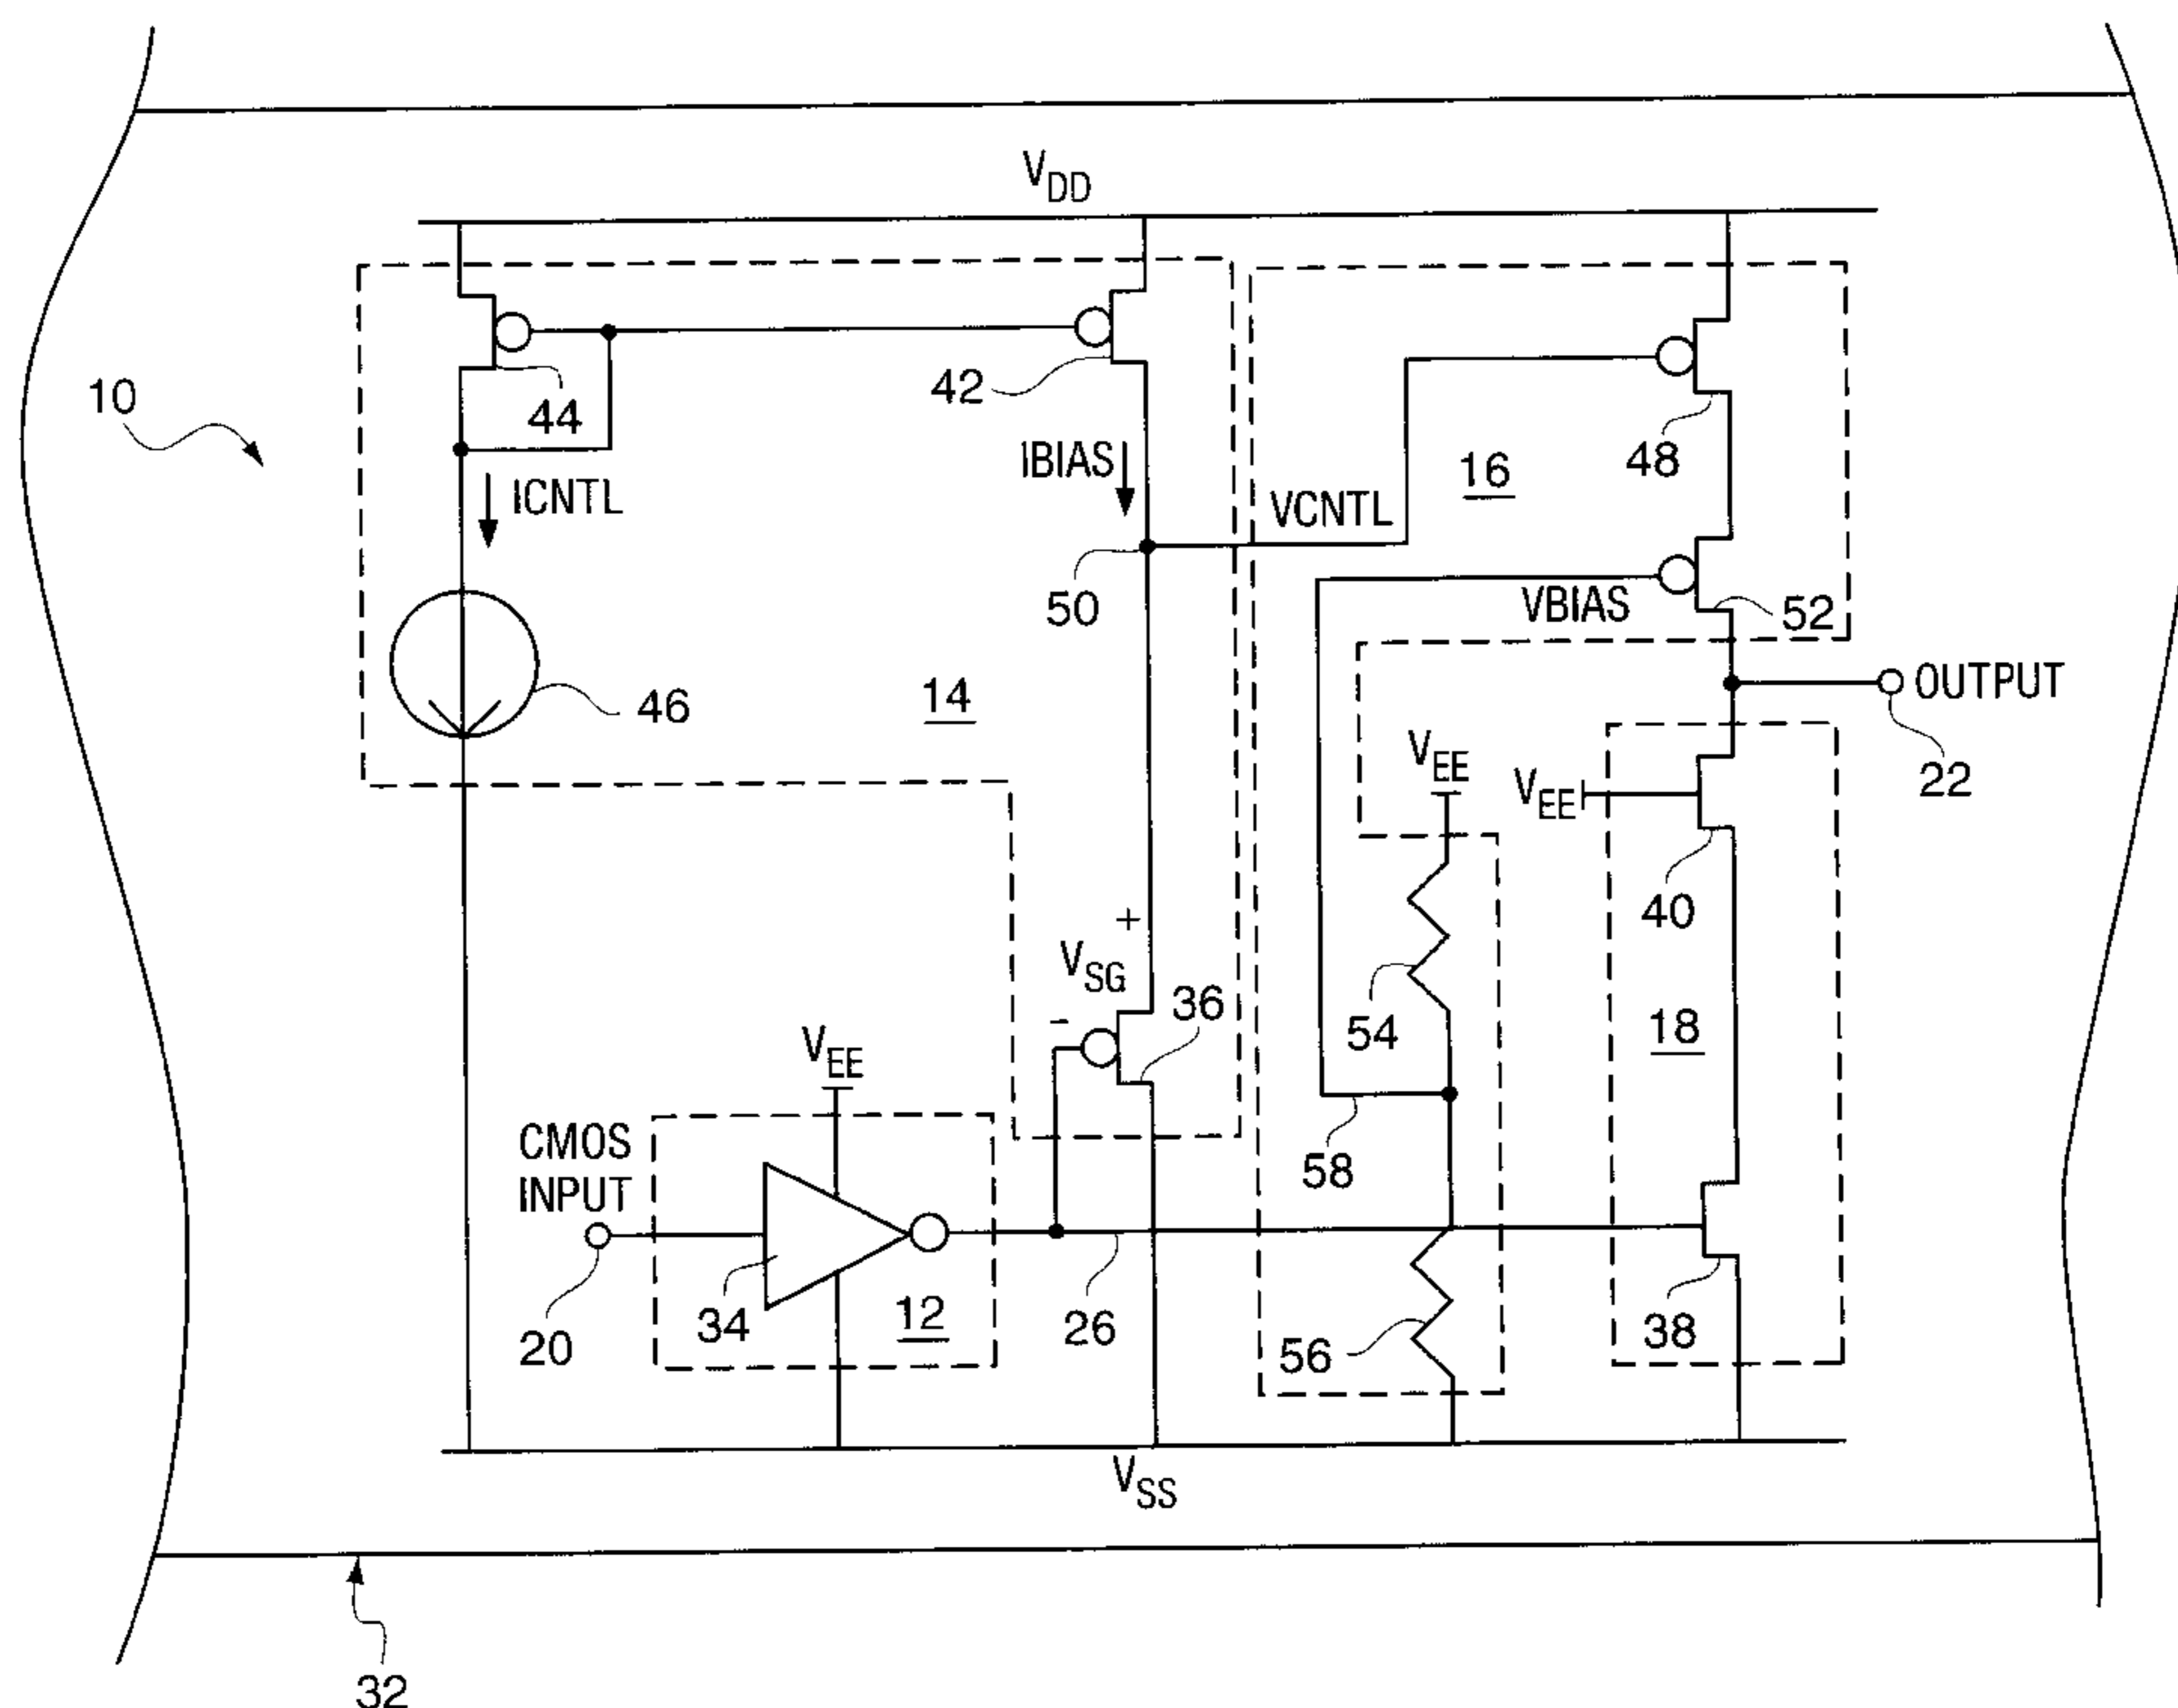 V_DD
10
44
42
ICNTL
IBIAS
48
16
VCNTL
50
VBIAS
52
46
14
OUTPUT
22
V_EE
V_EE
40
+
V_SG
-
36
54
18
V_EE
CMOS
INPUT
58
20
34
12
26
56
38
V_SS
32